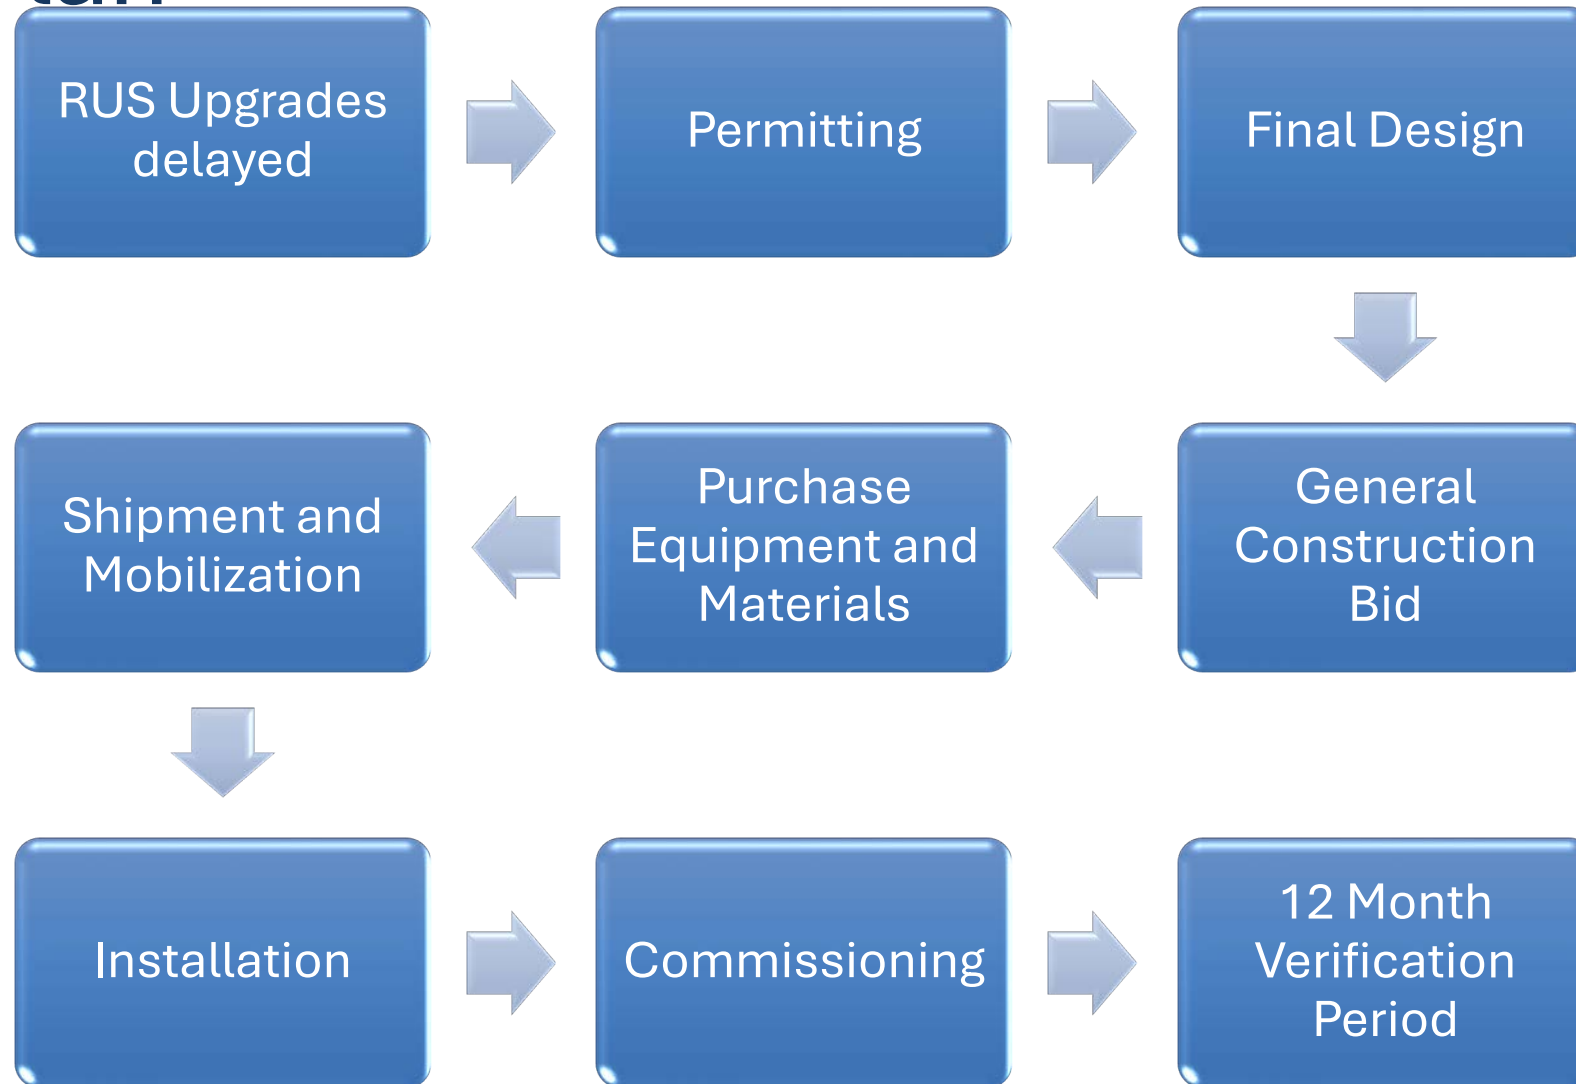 RUS Upgrades
delayed
Permitting
Final Design
General
Construction
Bid
Purchase
Equipment and
Materials
Shipment and
Mobilization
Installation
Commissioning
12 Month
Verification
Period